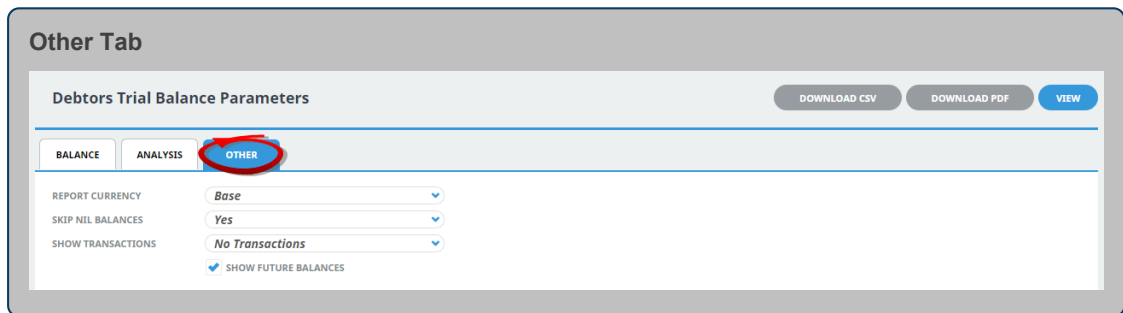 Other Tab
Debtors Trial Balance Parameters
DOWNLOAD CSV
DOWNLOAD PDF
VIEW
BALANCE
ANALYSIS
OTHER
REPORT CURRENCY Base
SKIP NIL BALANCES Yes
SHOW TRANSACTIONS No Transactions
SHOW FUTURE BALANCES